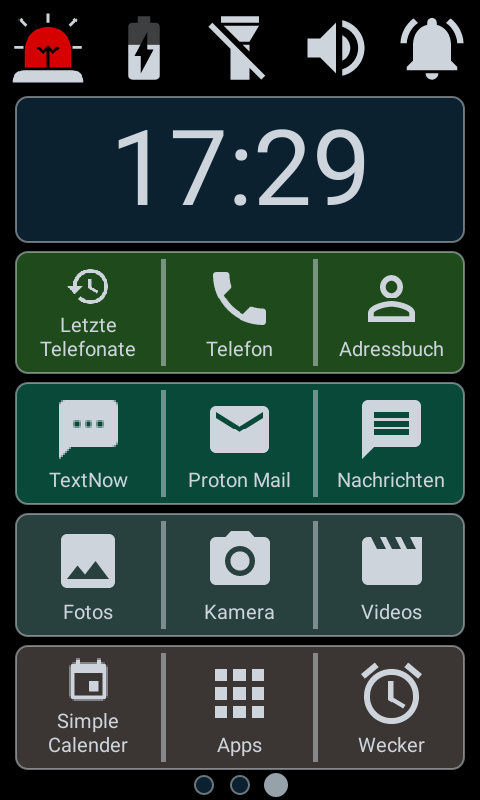 17:29
Letzte
Telefonate
Telefon
Adressbuch
TextNow
Proton Mail
Nachrichten
Fotos
Kamera
Videos
Simple
Calender
Apps
Wecker